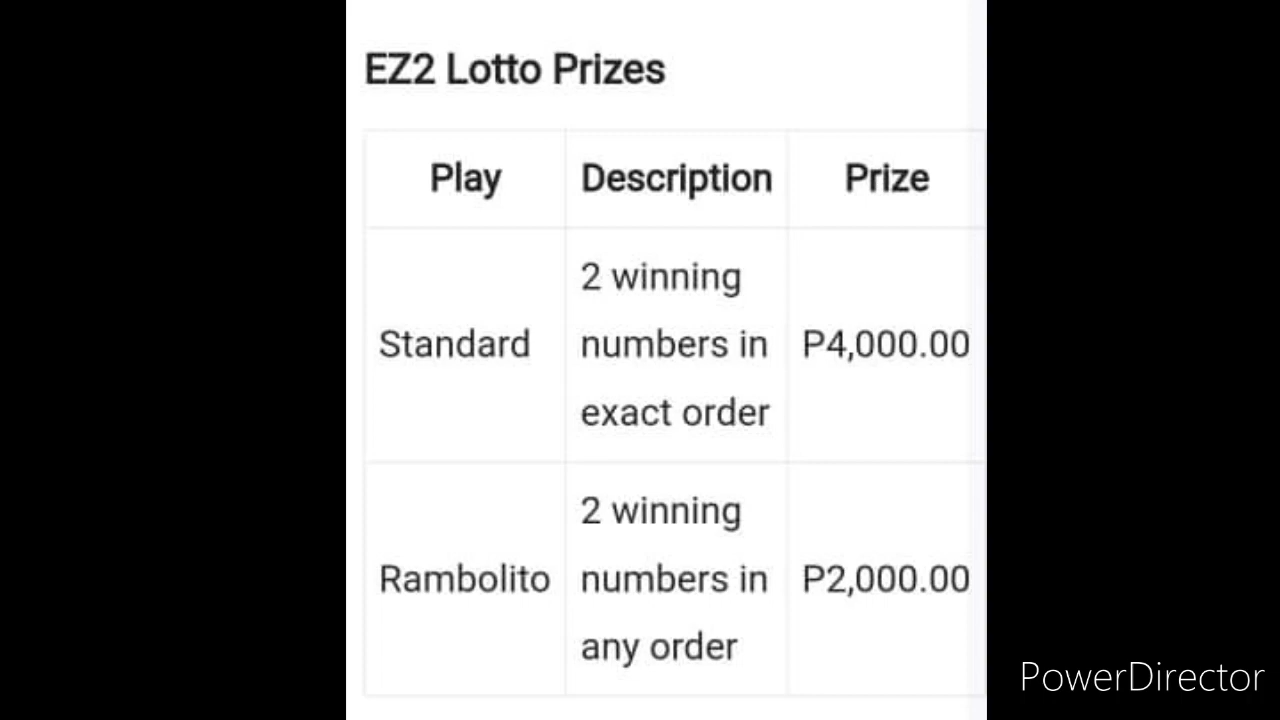 EZ2 Lotto Prizes
Play Description Prize
2 winning
Standard numbers in P4,000.00
exact order
2 winning
Rambolito numbers in P2,000.00
any order
PowerDirector